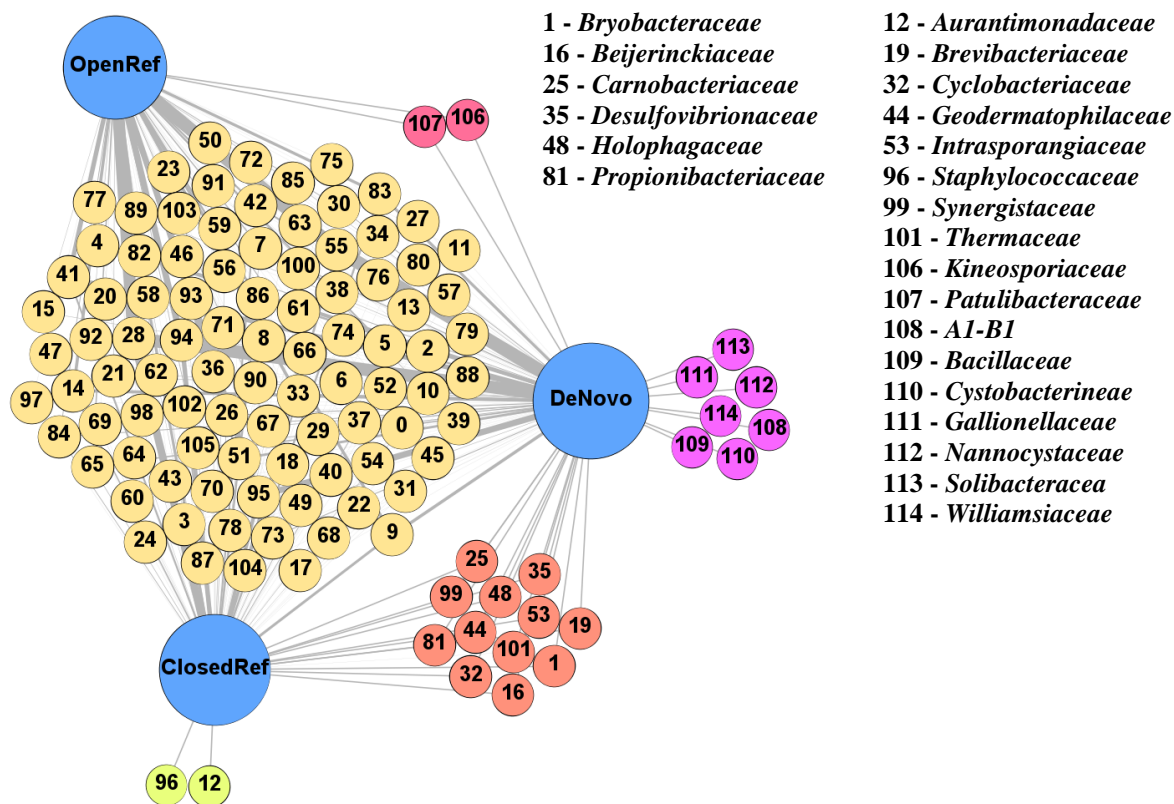 OpenRef
107 106
50
23 72 75
91 85 83
77 89 103 42 30 27
59 63 34
4 82 46 7 55 11
41 56 100 76 80
15 20 58 93 86 61 38 13 57
47 92 28 94 71 8 66 74 5 2 79
97 14 21 62 36 90 33 6 52 10 88
84 69 98 102 26 67 29 37 0 39
65 64 105 51 18 40 54 45
60 43 70 95 49 22 31
24 3 78 73 68 9
87 104 17
DeNovo
113
111 112
114 108
109 110
25 35
99 48
53 19
81 44 101 1
32 16
ClosedRef
96 12
1 - Bryobacteraceae
16 - Beijerinckiaceae
25 - Carnobacteriaceae
35 - Desulfovibrionaceae
48 - Holophagaceae
81 - Propionibacteriaceae
12 - Aurantimonadaceae
19 - Brevibacteriaceae
32 - Cyclobacteriaceae
44 - Geodermatophilaceae
53 - Intrasporangiaceae
96 - Staphylococcaceae
99 - Synergistaceae
101 - Thermaceae
106 - Kineosporiaceae
107 - Patulibacteraceae
108 - A1-B1
109 - Bacillaceae
110 - Cystobacterineae
111 - Gallionellaceae
112 - Nannocystaceae
113 - Solibacteracea
114 - Williamsiaceae